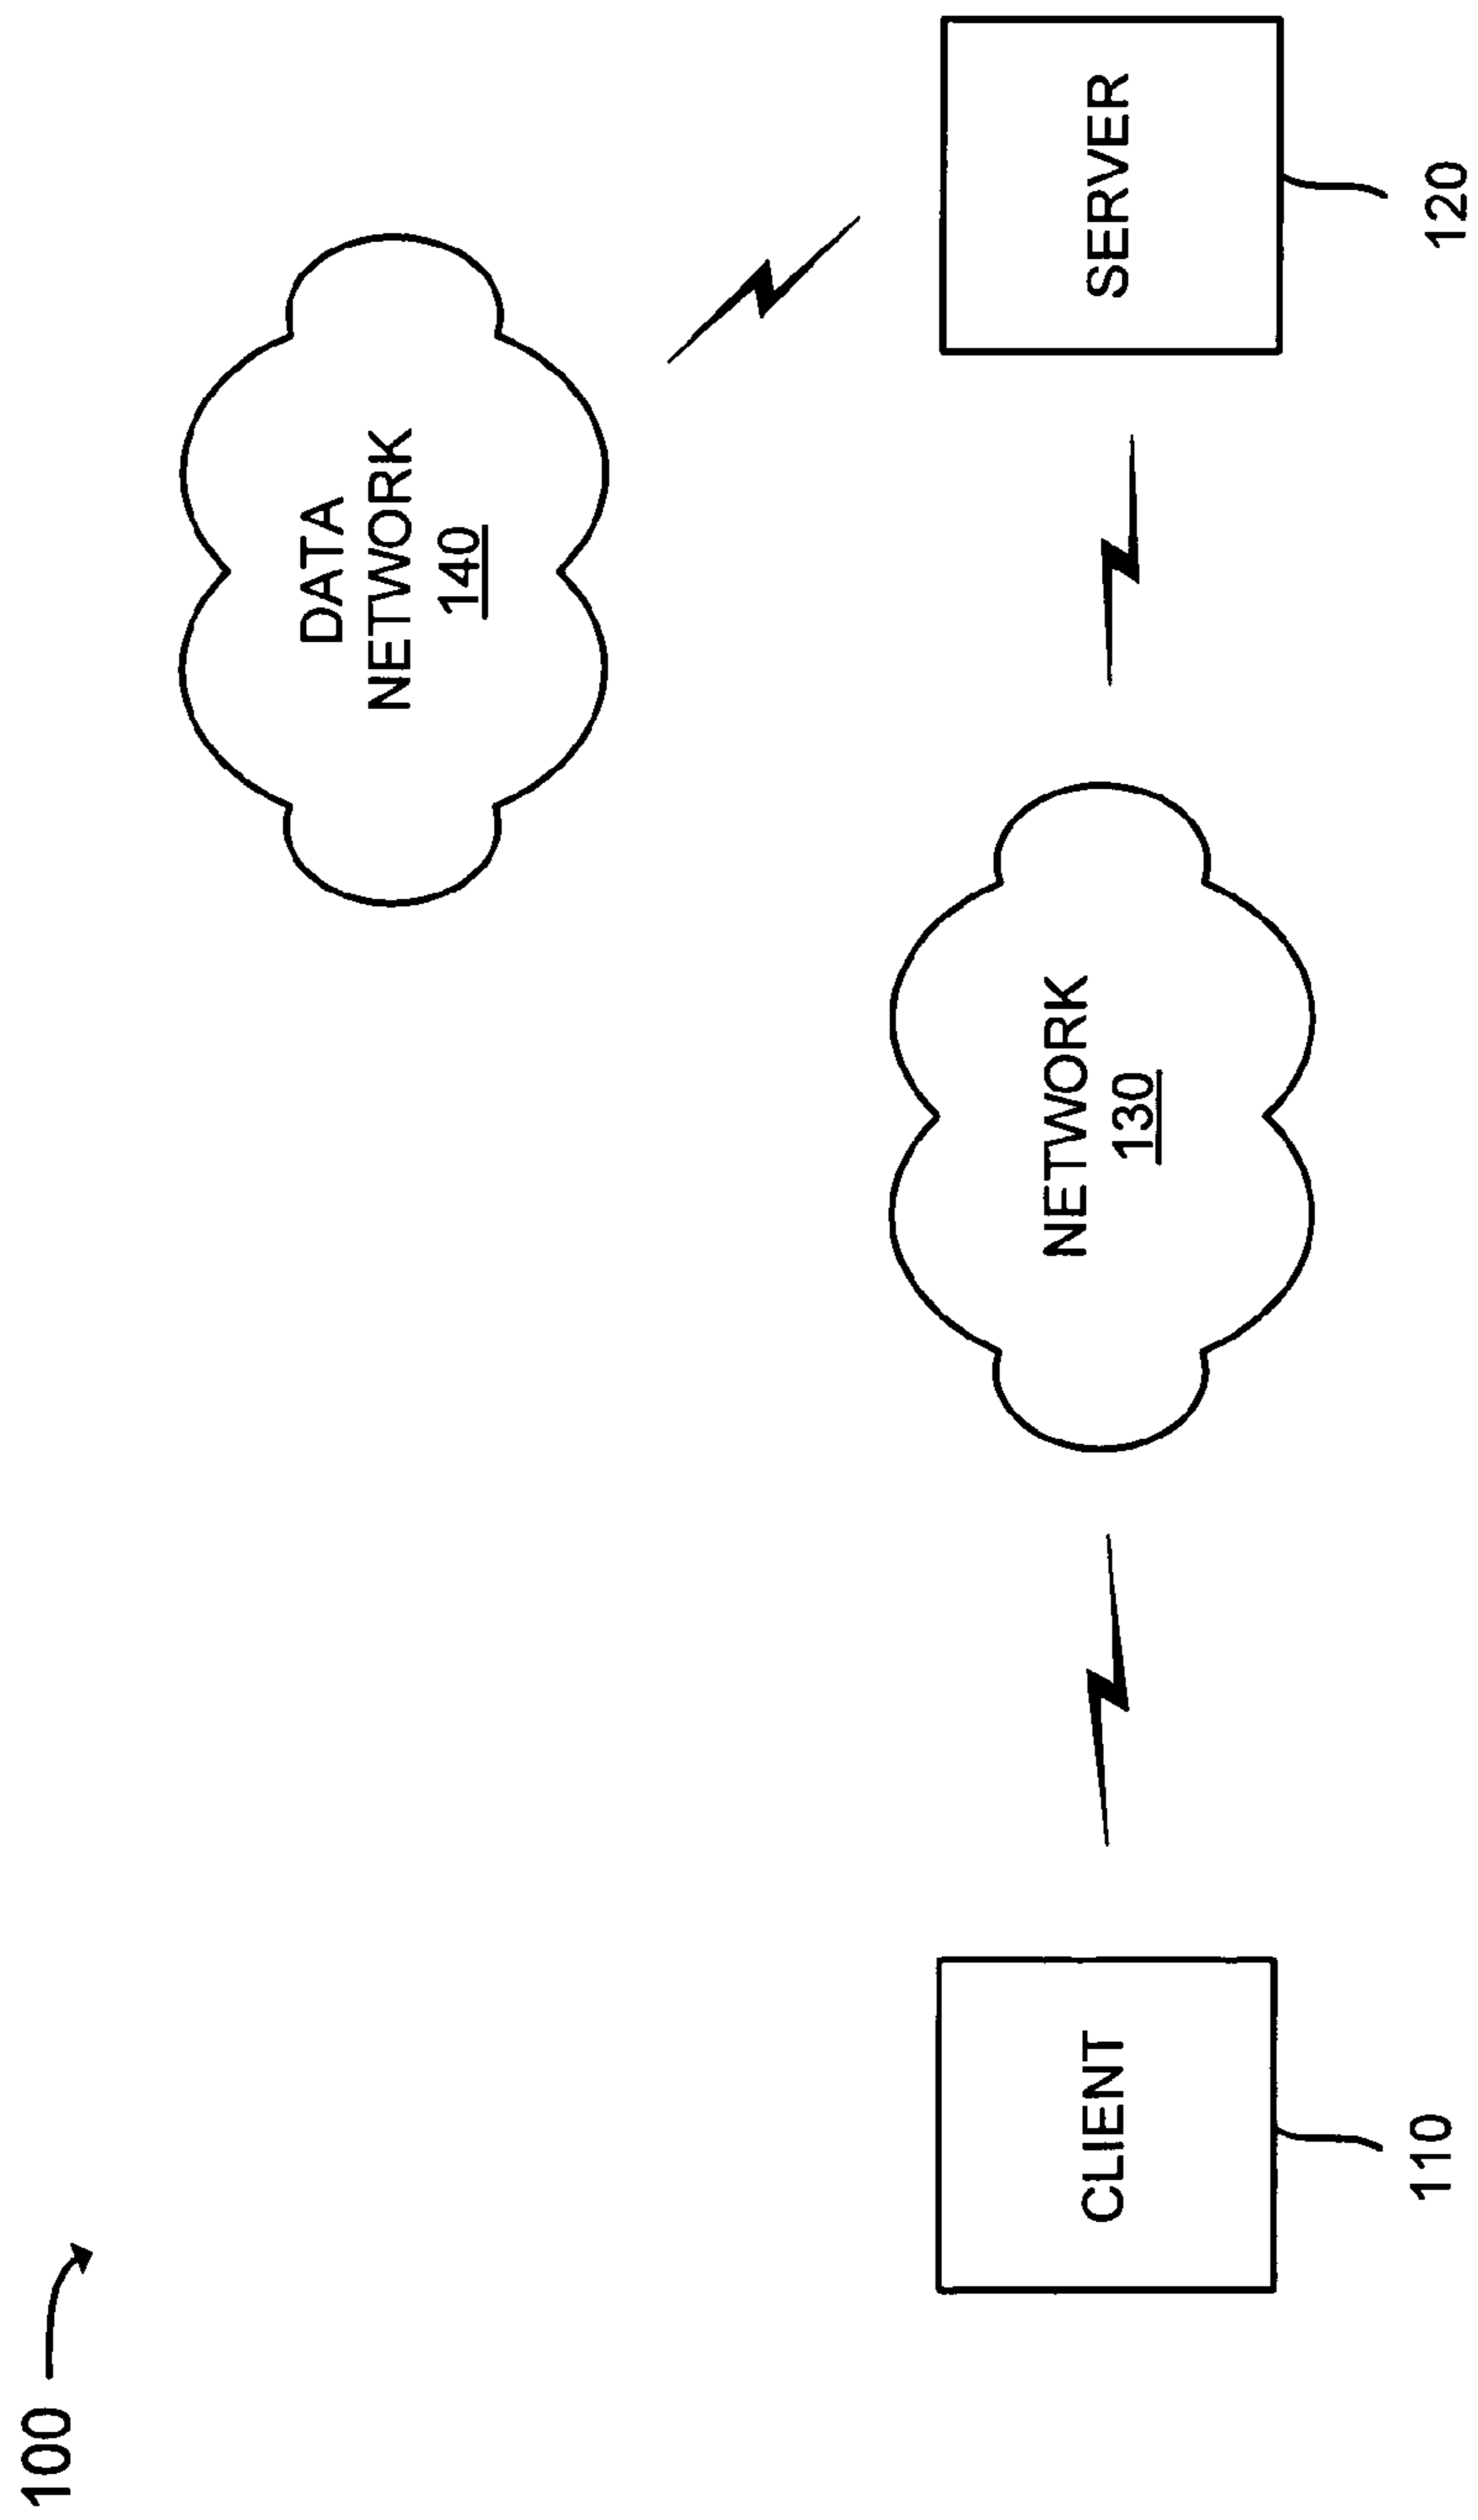 100
DATA
NETWORK
140
CLIENT
110
NETWORK
130
SERVER
120